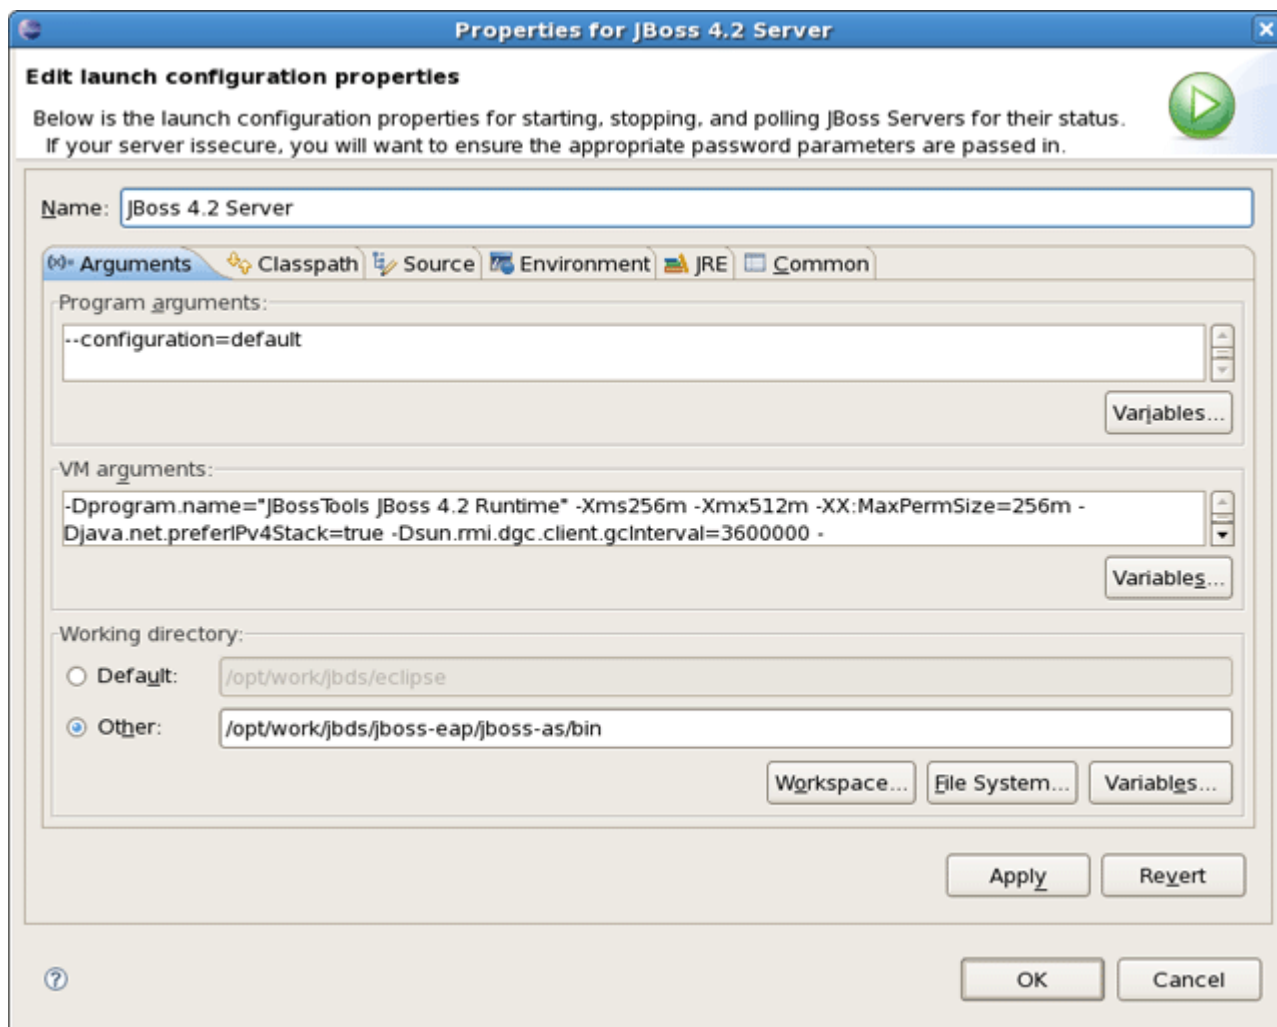 Properties for JBoss 4.2 Server
Edit launch configuration properties
Below is the launch configuration properties for starting, stopping, and polling JBoss Servers for their status.
If your server issecure, you will want to ensure the appropriate password parameters are passed in.
Name: JBoss 4.2 Server
(x)= Arguments Classpath Source Environment JRE Common
Program arguments:
--configuration=default
Variables...
VM arguments:
-Dprogram.name="JBossTools JBoss 4.2 Runtime" -Xms256m -Xmx512m -XX:MaxPermSize=256m -
Djava.net.preferIPv4Stack=true -Dsun.rmi.dgc.client.gcInterval=3600000 -
Variables...
Working directory:
Default: /opt/work/jbds/eclipse
Other: /opt/work/jbds/jboss-eap/jboss-as/bin
Workspace... File System... Variables...
Apply Revert
? OK Cancel